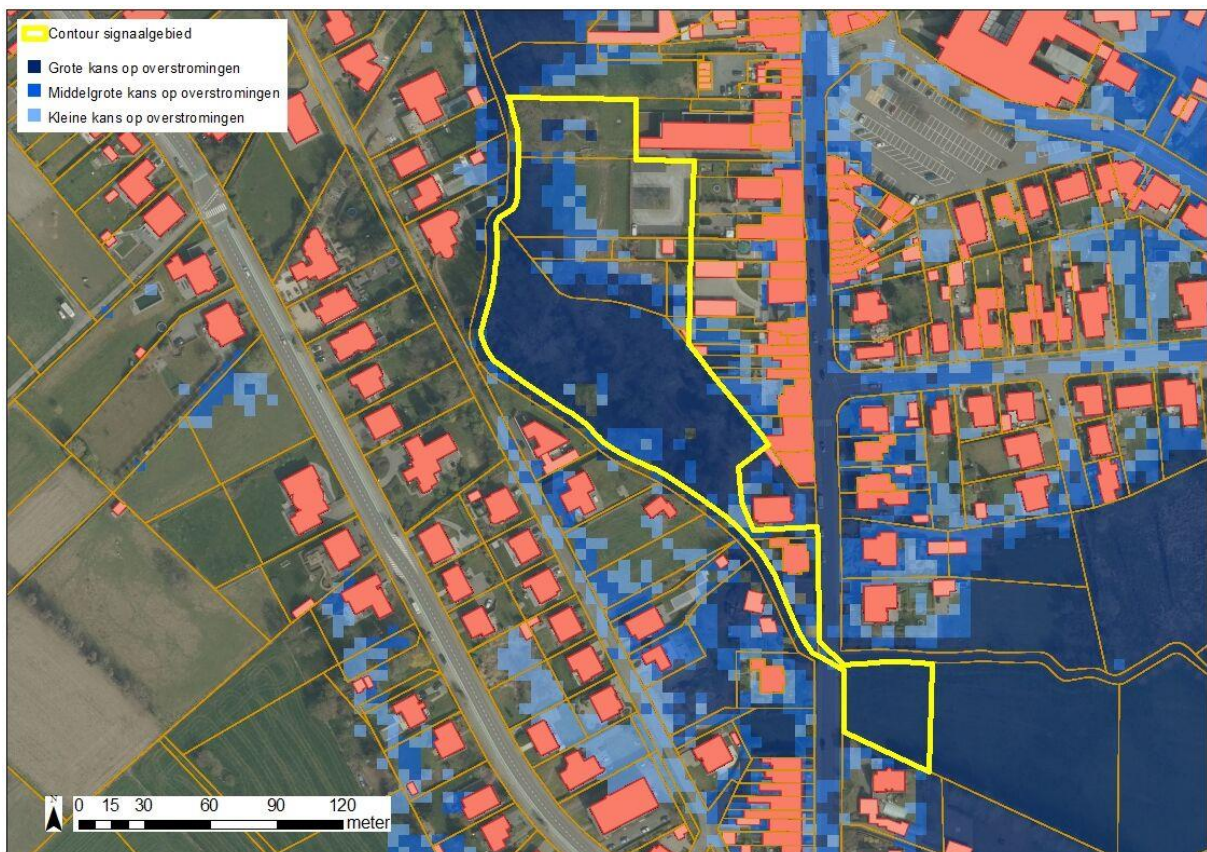 Contour signaalgebied
Grote kans op overstromingen
Middelgrote kans op overstromingen
Kleine kans op overstromingen
N
0 15 30 60 90 120
meter